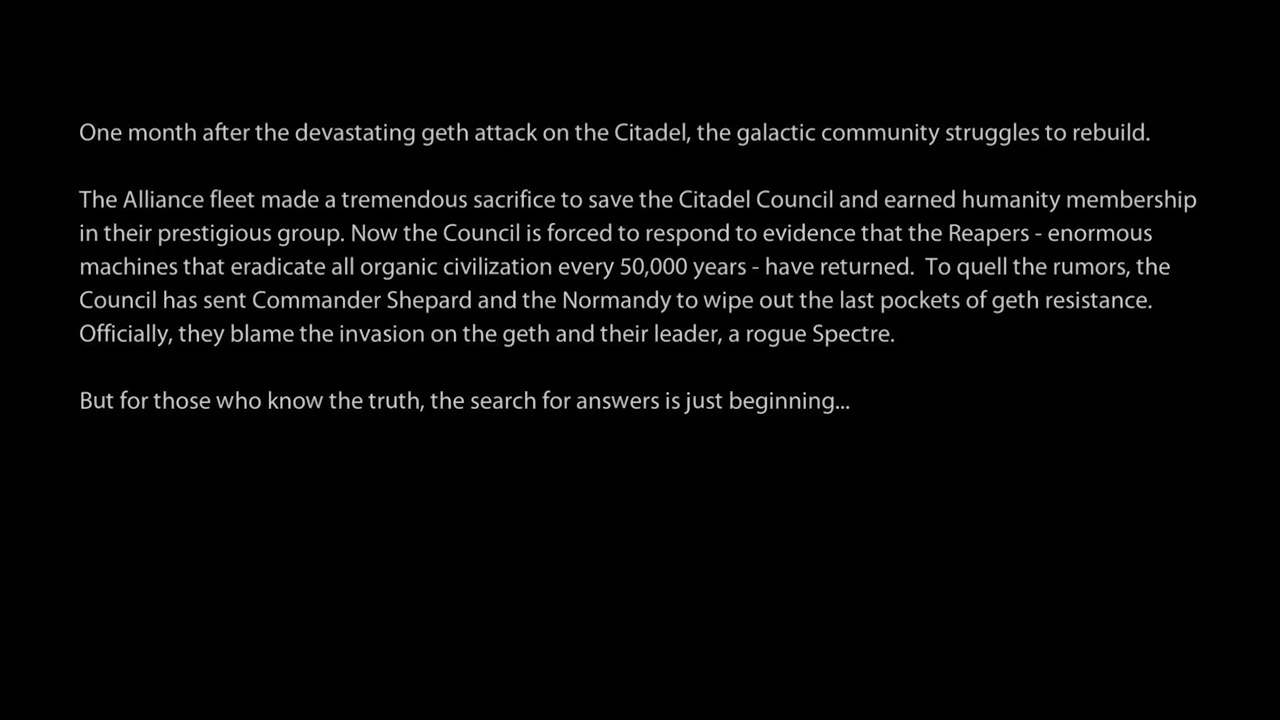 One month after the devastating geth attack on the Citadel, the galactic community struggles to rebuild.
The Alliance fleet made a tremendous sacrifice to save the Citadel Council and earned humanity membership
in their prestigious group. Now the Council is forced to respond to evidence that the Reapers - enormous
machines that eradicate all organic civilization every 50,000 years - have returned.  To quell the rumors, the
Council has sent Commander Shepard and the Normandy to wipe out the last pockets of geth resistance.
Officially, they blame the invasion on the geth and their leader, a rogue Spectre.
But for those who know the truth, the search for answers is just beginning...